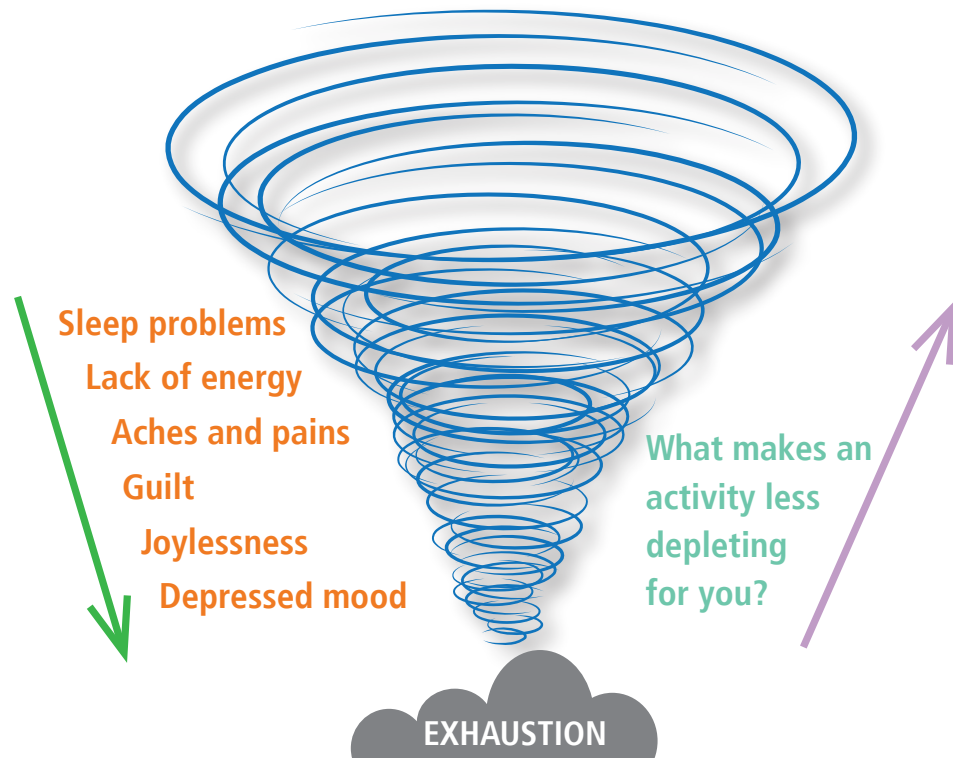 Sleep problems
Lack of energy
Aches and pains
Guilt
Joylessness
Depressed mood
What makes an
activity less
depleting
for you?
EXHAUSTION